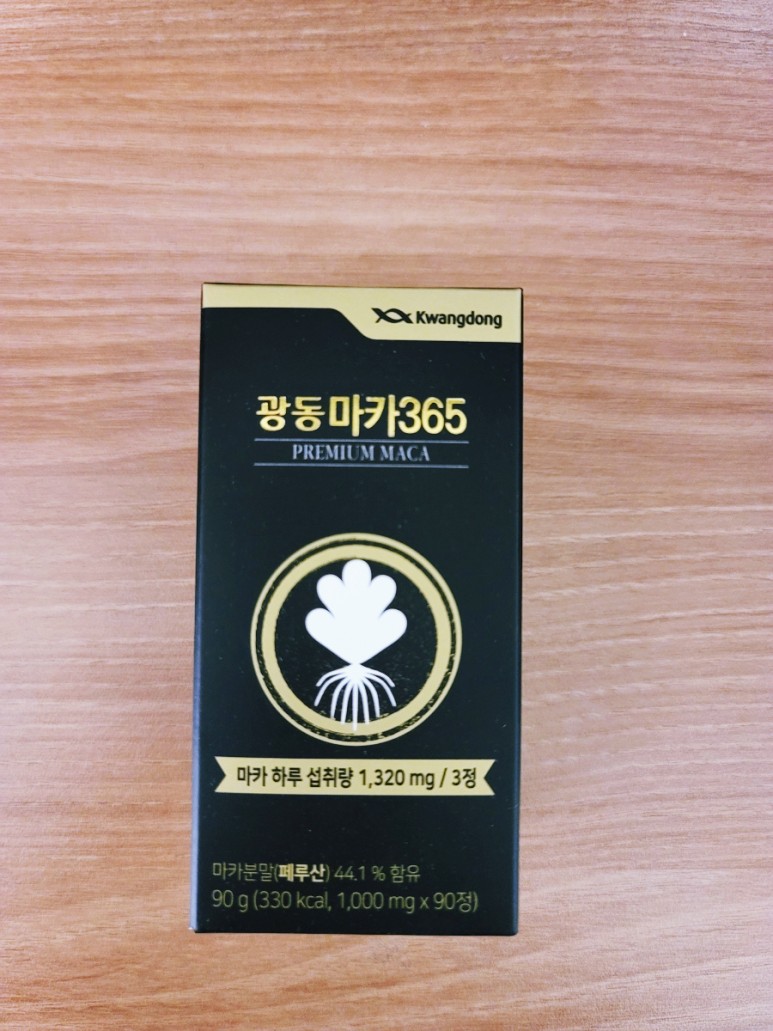 Kwangdong
광동 마카365
PREMIUM MACA
마카 하루 섭취량 1,320 mg / 3정
마카분말(페루산) 44.1 % 함유
90 g (330 kcal, 1,000 mg x 90정)